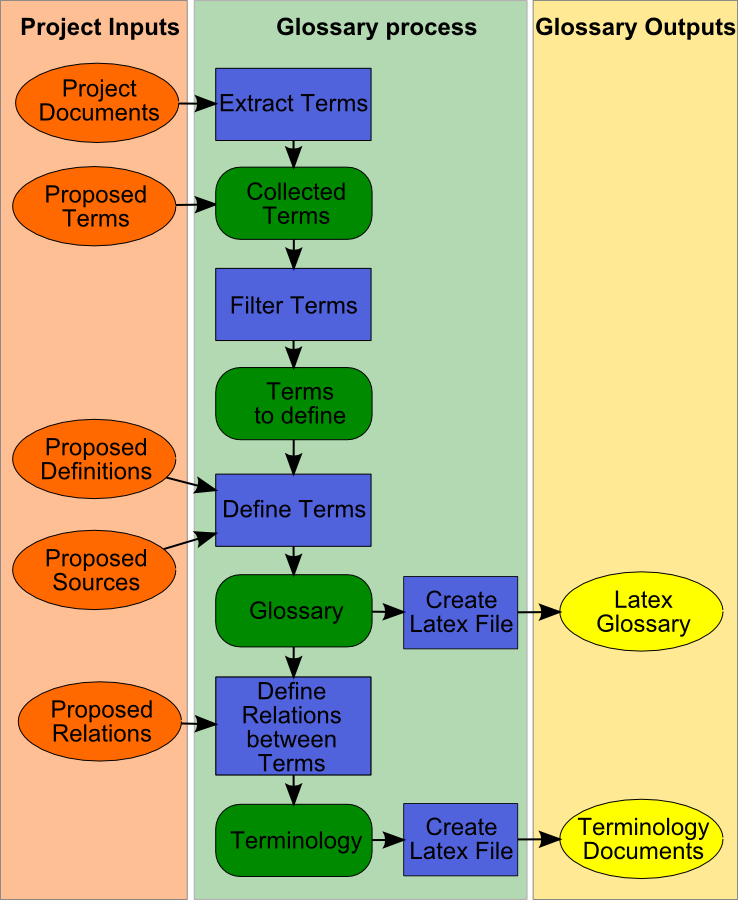 Project Inputs
Glossary process
Glossary Outputs
Project
Documents
Extract Terms
Proposed
Terms
Collected
Terms
Filter Terms
Terms
to define
Proposed
Definitions
Define Terms
Proposed
Sources
Glossary
Create
Latex File
Latex
Glossary
Proposed
Relations
Define
Relations
between
Terms
Terminology
Create
Latex File
Terminology
Documents